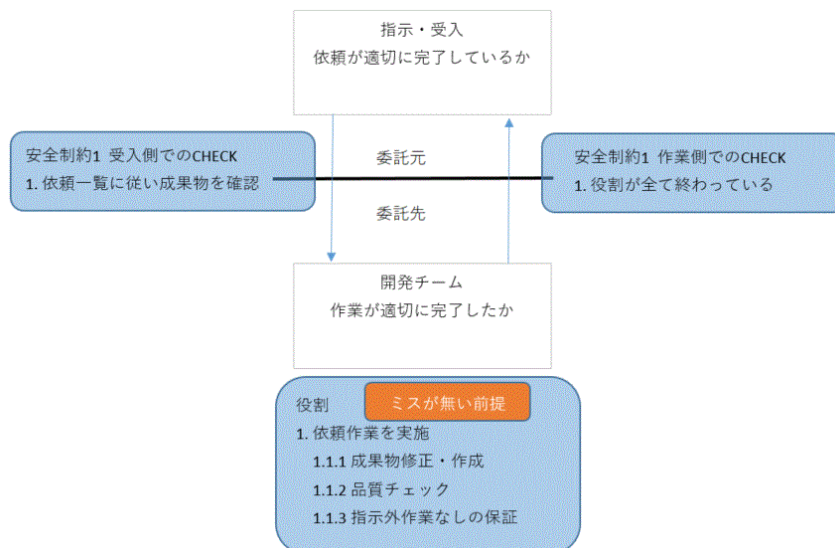 指示・受入
依頼が適切に完了しているか
安全制約1 受入側でのCHECK
1. 依頼一覧に従い成果物を確認
委託元
安全制約1 作業側でのCHECK
1. 役割が全て終わっている
委託先
開発チーム
作業が適切に完了したか
役割
ミスが無い前提
1. 依頼作業を実施
1.1.1 成果物修正・作成
1.1.2 品質チェック
1.1.3 指示外作業なしの保証